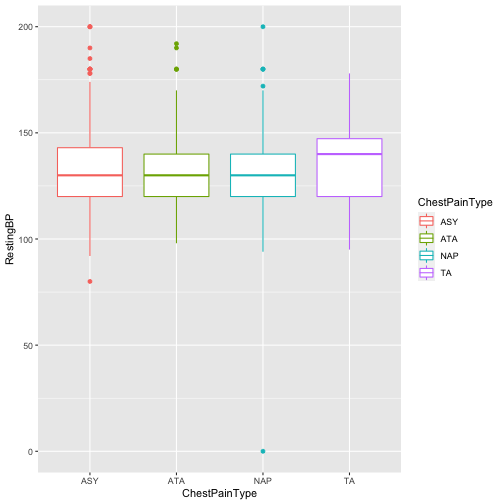 200
150
100
50
0
RestingBP
ASY ATA NAP TA
ChestPainType
ChestPainType
ASY
ATA
NAP
TA